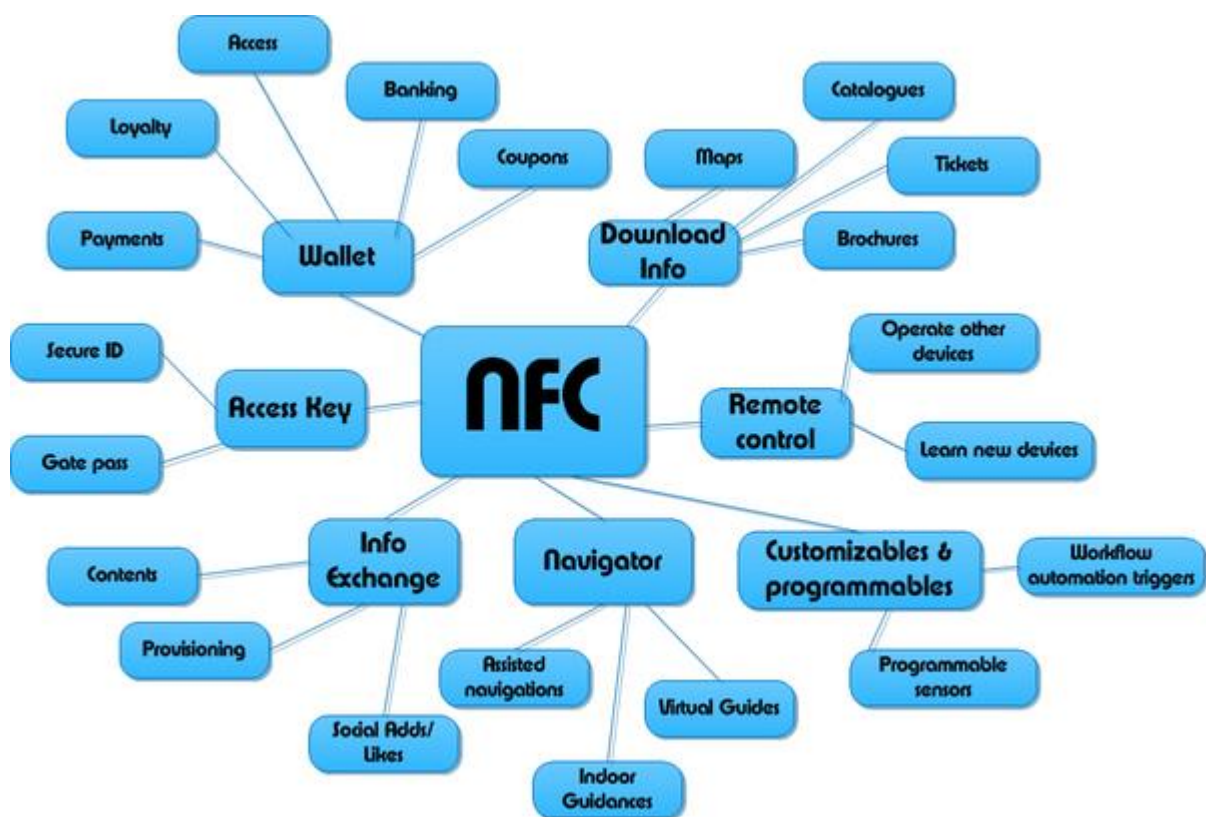 Access
Banking
Catalogues
Loyalty
Coupons
Maps
Tickets
Payments
Wallet
Download
Info
Brochures
Secure ID
Access Key
NFC
Operate other
devices
Remote
control
Gate pass
Learn new devices
Info
Exchange
Navigator
Customizables &
programmables
Workflow
automation triggers
Contents
Provisioning
Assisted
navigations
Virtual Guides
Programmable
sensors
Social Adds/
Likes
Indoor
Guidances